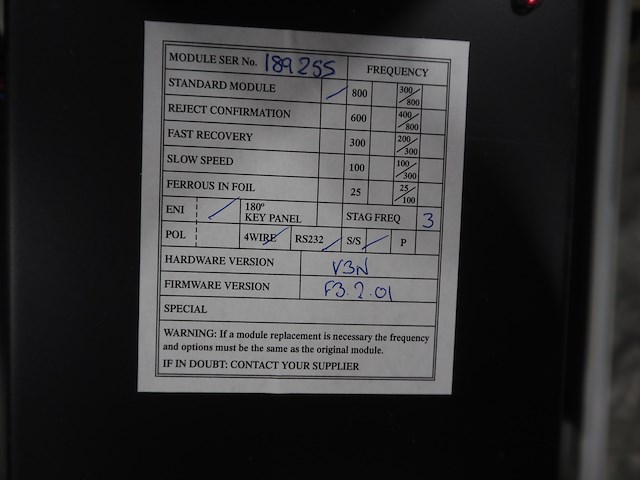 MODULE SER No. 189255 FREQUENCY
STANDARD MODULE 800 300/800
REJECT CONFIRMATION 600 400/800
FAST RECOVERY 300 200/300
SLOW SPEED 100 100/300
FERROUS IN FOIL 25 25/100
ENI 180° KEY PANEL STAG FREQ 3
POL 4WIRE RS232 S/S P
HARDWARE VERSION V3N
FIRMWARE VERSION F3.2.01
SPECIAL
WARNING: If a module replacement is necessary the frequency
and options must be the same as the original module.
IF IN DOUBT: CONTACT YOUR SUPPLIER